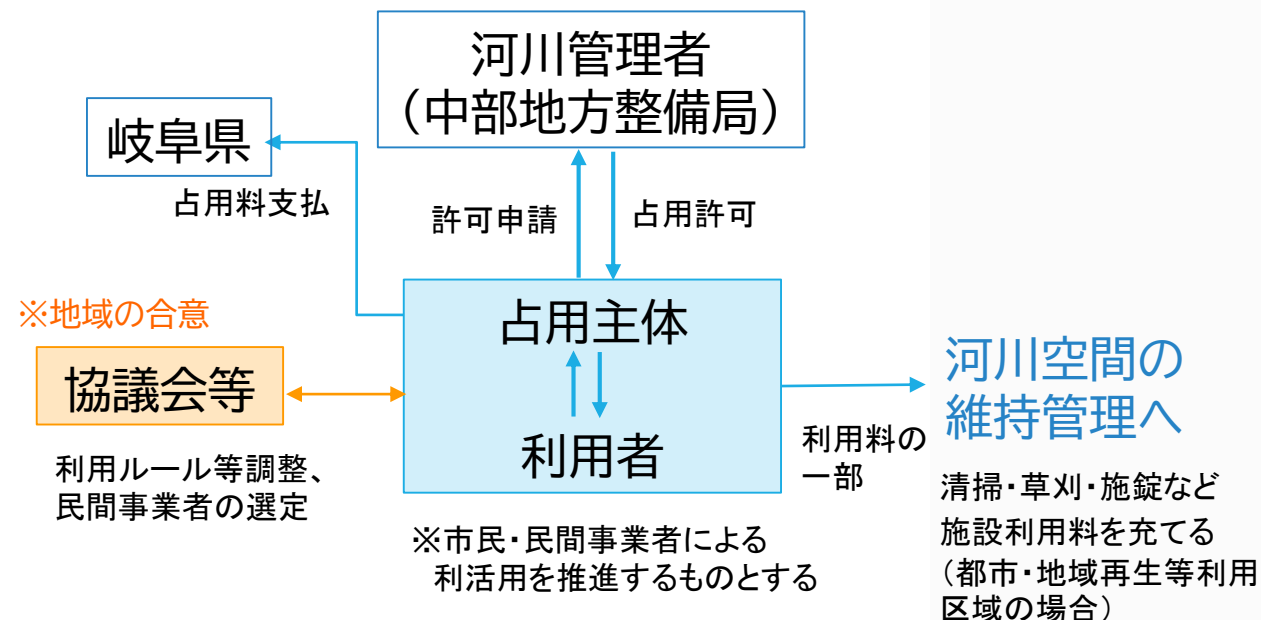 河川管理者
（中部地方整備局）
岐阜県
占用料支払
許可申請
占用許可
※地域の合意
協議会等
利用ルール等調整、
民間事業者の選定
占用主体
利用者
※市民・民間事業者による
利活用を推進するものとする
利用料の
一部
河川空間の
維持管理へ
清掃・草刈・施錠など
施設利用料を充てる
（都市・地域再生等利用
区域の場合）